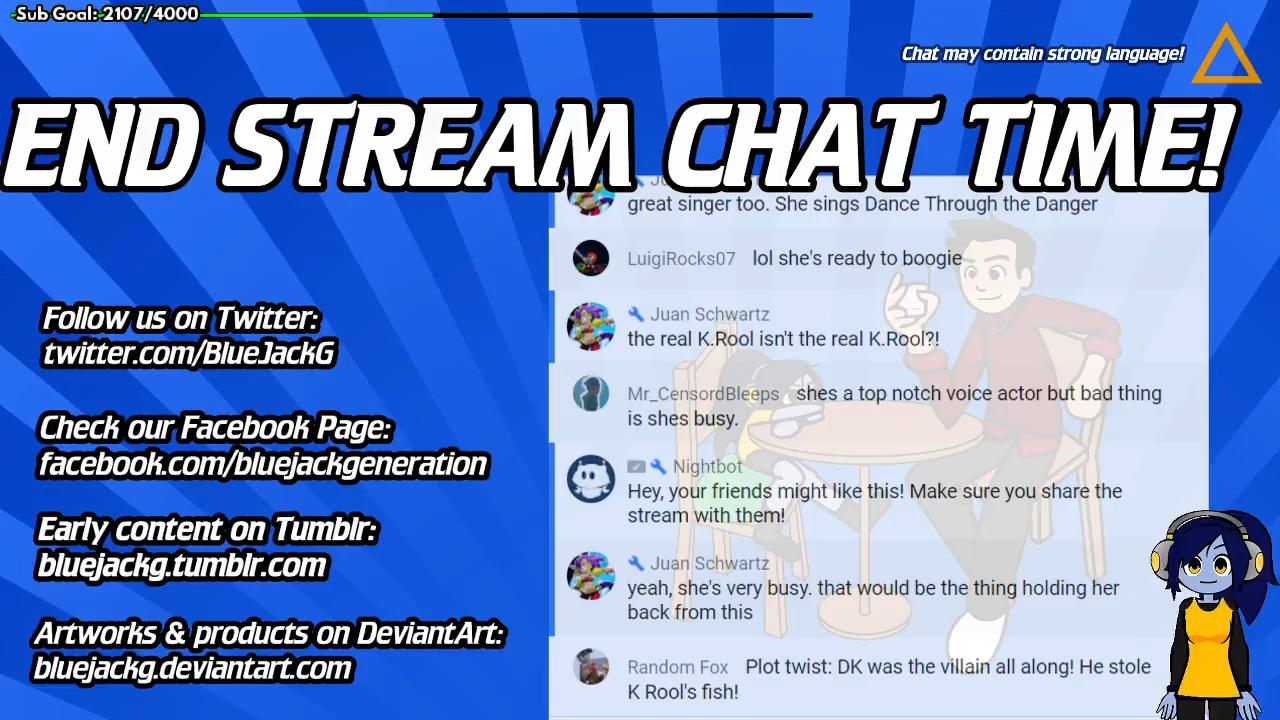 Sub Goal: 2107/4000
Chat may contain strong language!
END STREAM CHAT TIME!
Follow us on Twitter:
twitter.com/BlueJackG
Check our Facebook Page:
facebook.com/bluejackgeneration
Early content on Tumblr:
bluejackg.tumblr.com
Artworks & products on DeviantArt:
bluejackg.deviantart.com
great singer too. She sings Dance Through the Danger
LuigiRocks07 lol she's ready to boogie
Juan Schwartz
the real K.Rool isn't the real K.Rool?!
Mr_CensordBleeps shes a top notch voice actor but bad thing
is shes busy.
Nightbot
Hey, your friends might like this! Make sure you share the
stream with them!
Juan Schwartz
yeah, she's very busy. that would be the thing holding her
back from this
Random Fox Plot twist: DK was the villain all along! He stole
K Rool's fish!